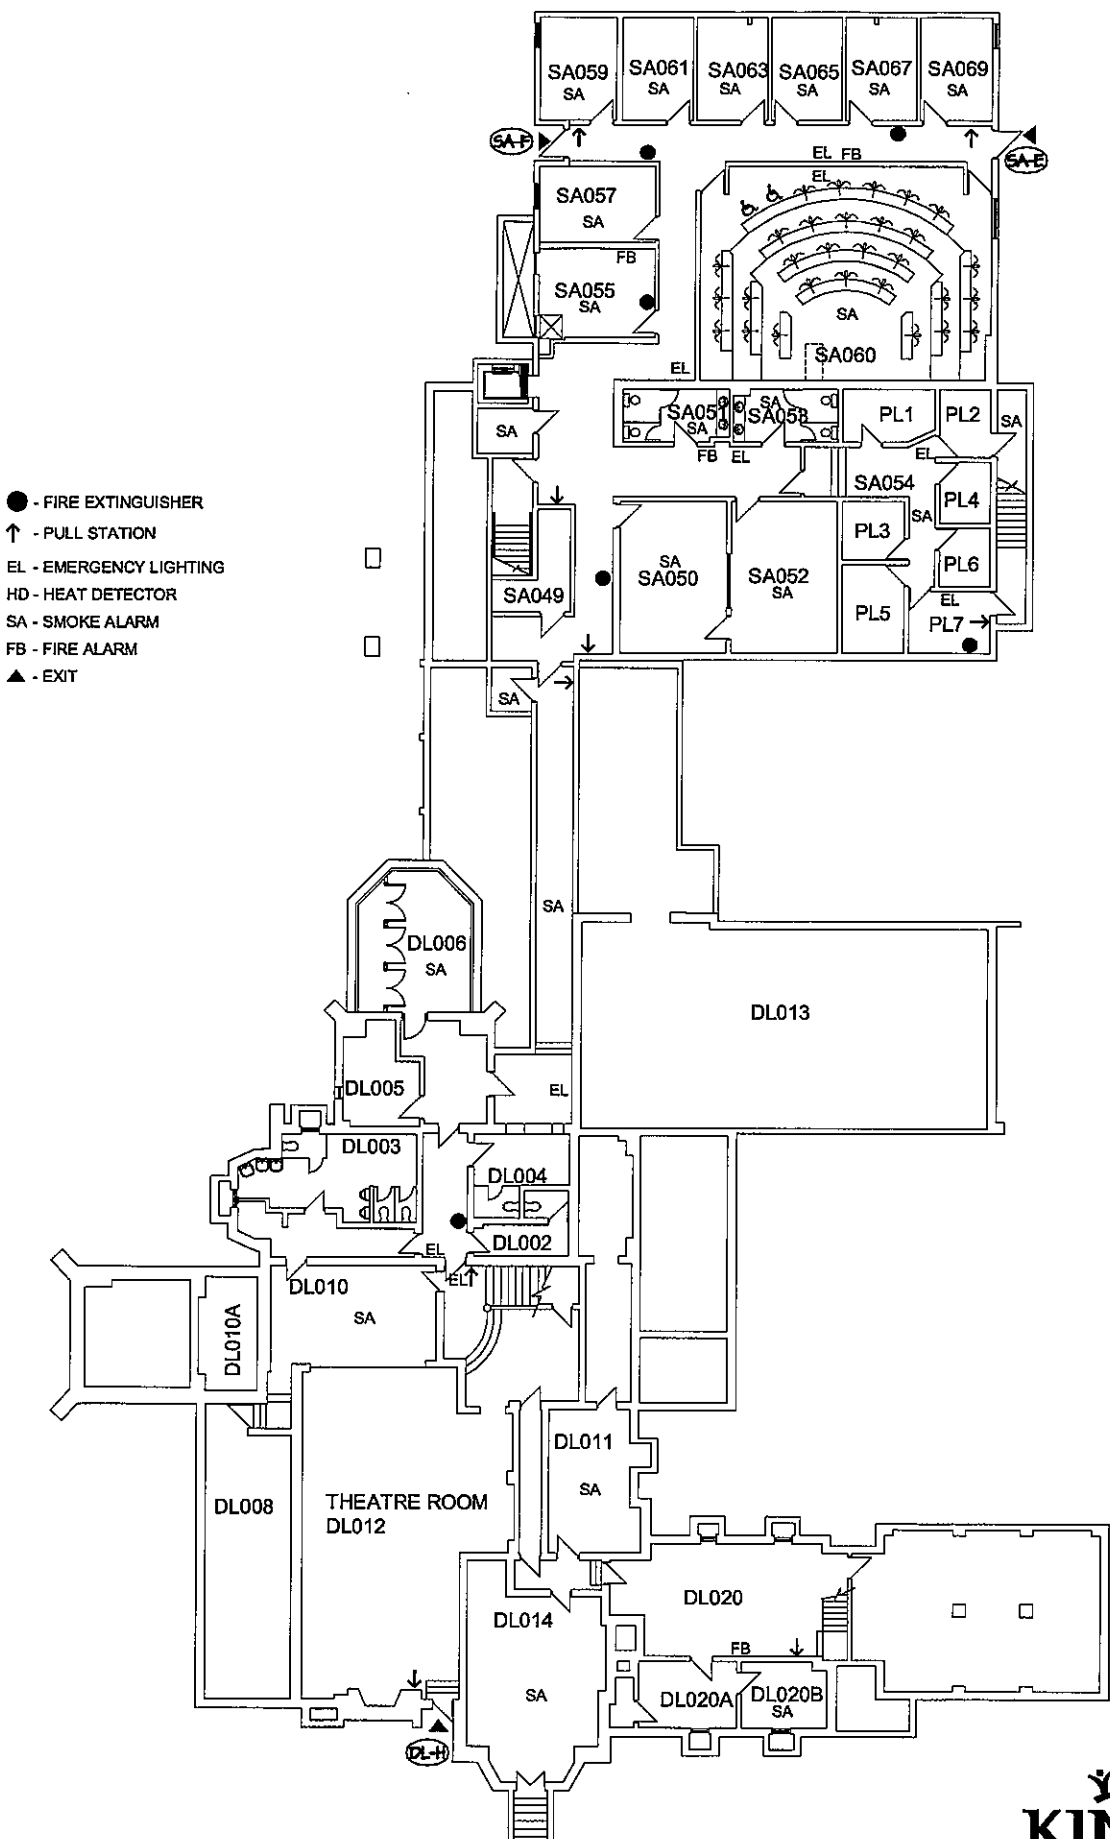 SA059
SA
SA061
SA
SA063
SA
SA065
SA
SA067
SA
SA069
SA
SA-F
EL FB
EL
SA-E
SA057
SA
FB
SA055
SA
SA
SA060
EL
SA051
SA
SA
SA053
PL1
PL2
SA
SA
FB
EL
EL
SA054
PL4
SA
PL3
PL6
SA
SA050
SA052
SA
SA049
EL
PL5
PL7
- FIRE EXTINGUISHER
- PULL STATION
EL - EMERGENCY LIGHTING
HD - HEAT DETECTOR
SA - SMOKE ALARM
FB - FIRE ALARM
- EXIT
SA
SA
DL006
SA
DL013
DL005
EL
DL003
DL004
DL002
EL
EL
DL010
SA
DL010A
DL011
SA
DL008
THEATRE ROOM
DL012
DL020
DL014
FB
SA
DL020A
DL020B
SA
DL-H
KIN